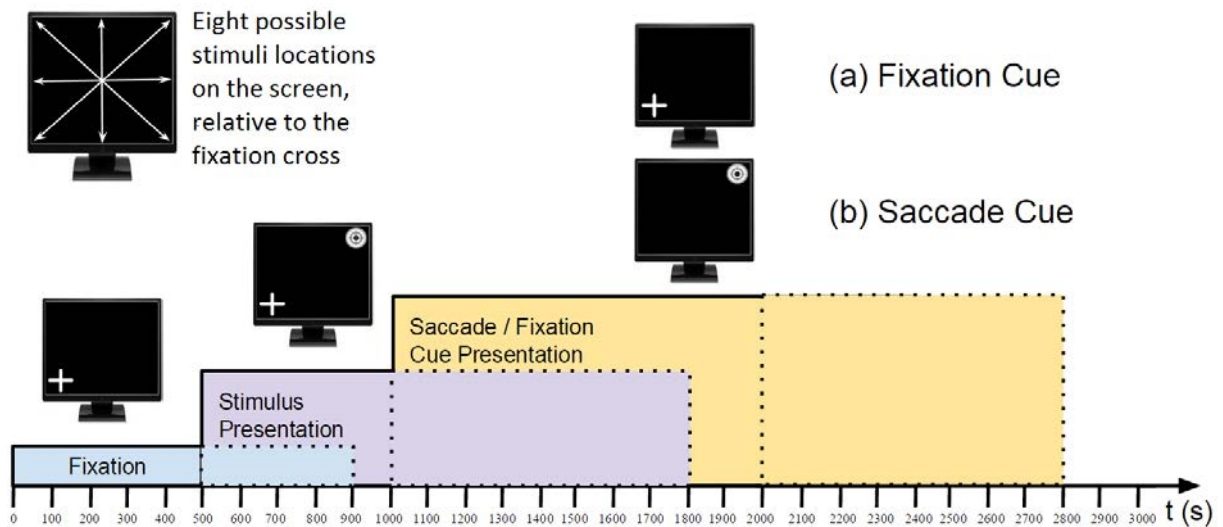 Eight possible
stimuli locations
on the screen,
relative to the
fixation cross
(a) Fixation Cue
(b) Saccade Cue
Saccade / Fixation
Cue Presentation
Stimulus
Presentation
Fixation
0 100 200 300 400 500 600 700 800 900 1000 1100 1200 1300 1400 1500 1600 1700 1800 1900 2000 2100 2200 2300 2400 2500 2600 2700 2800 2900 3000 t (s)